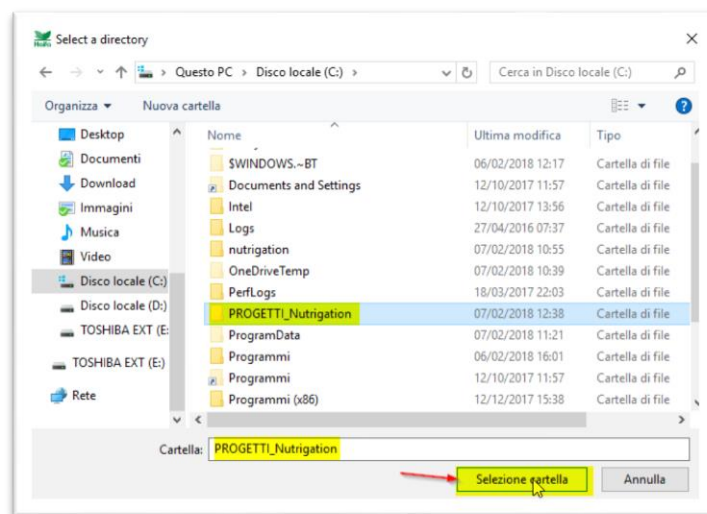 Select a directory
Questo PC > Disco locale (C:) >
Cerca in Disco locale (C:)
Organizza
Nuova cartella
Desktop
Documenti
Download
Immagini
Musica
Video
Disco locale (C:)
Disco locale (D:)
TOSHIBA EXT (E:
TOSHIBA EXT (E:)
Rete
Nome Ultima modifica Tipo
$WINDOWS.~BT 06/02/2018 12:17 Cartella di file
Documents and Settings 12/10/2017 11:57 Cartella di file
Intel 12/10/2017 13:56 Cartella di file
Logs 27/04/2016 07:37 Cartella di file
nutrigation 07/02/2018 10:55 Cartella di file
OneDriveTemp 07/02/2018 10:39 Cartella di file
PerfLogs 18/03/2017 22:03 Cartella di file
PROGETTI_Nutrigation 07/02/2018 12:38 Cartella di file
ProgramData 07/02/2018 11:21 Cartella di file
Programmi 06/02/2018 16:01 Cartella di file
Programmi 12/10/2017 11:57 Cartella di file
Programmi (x86) 12/12/2017 15:38 Cartella di file
Cartella: PROGETTI_Nutrigation
Selezione cartella Annulla